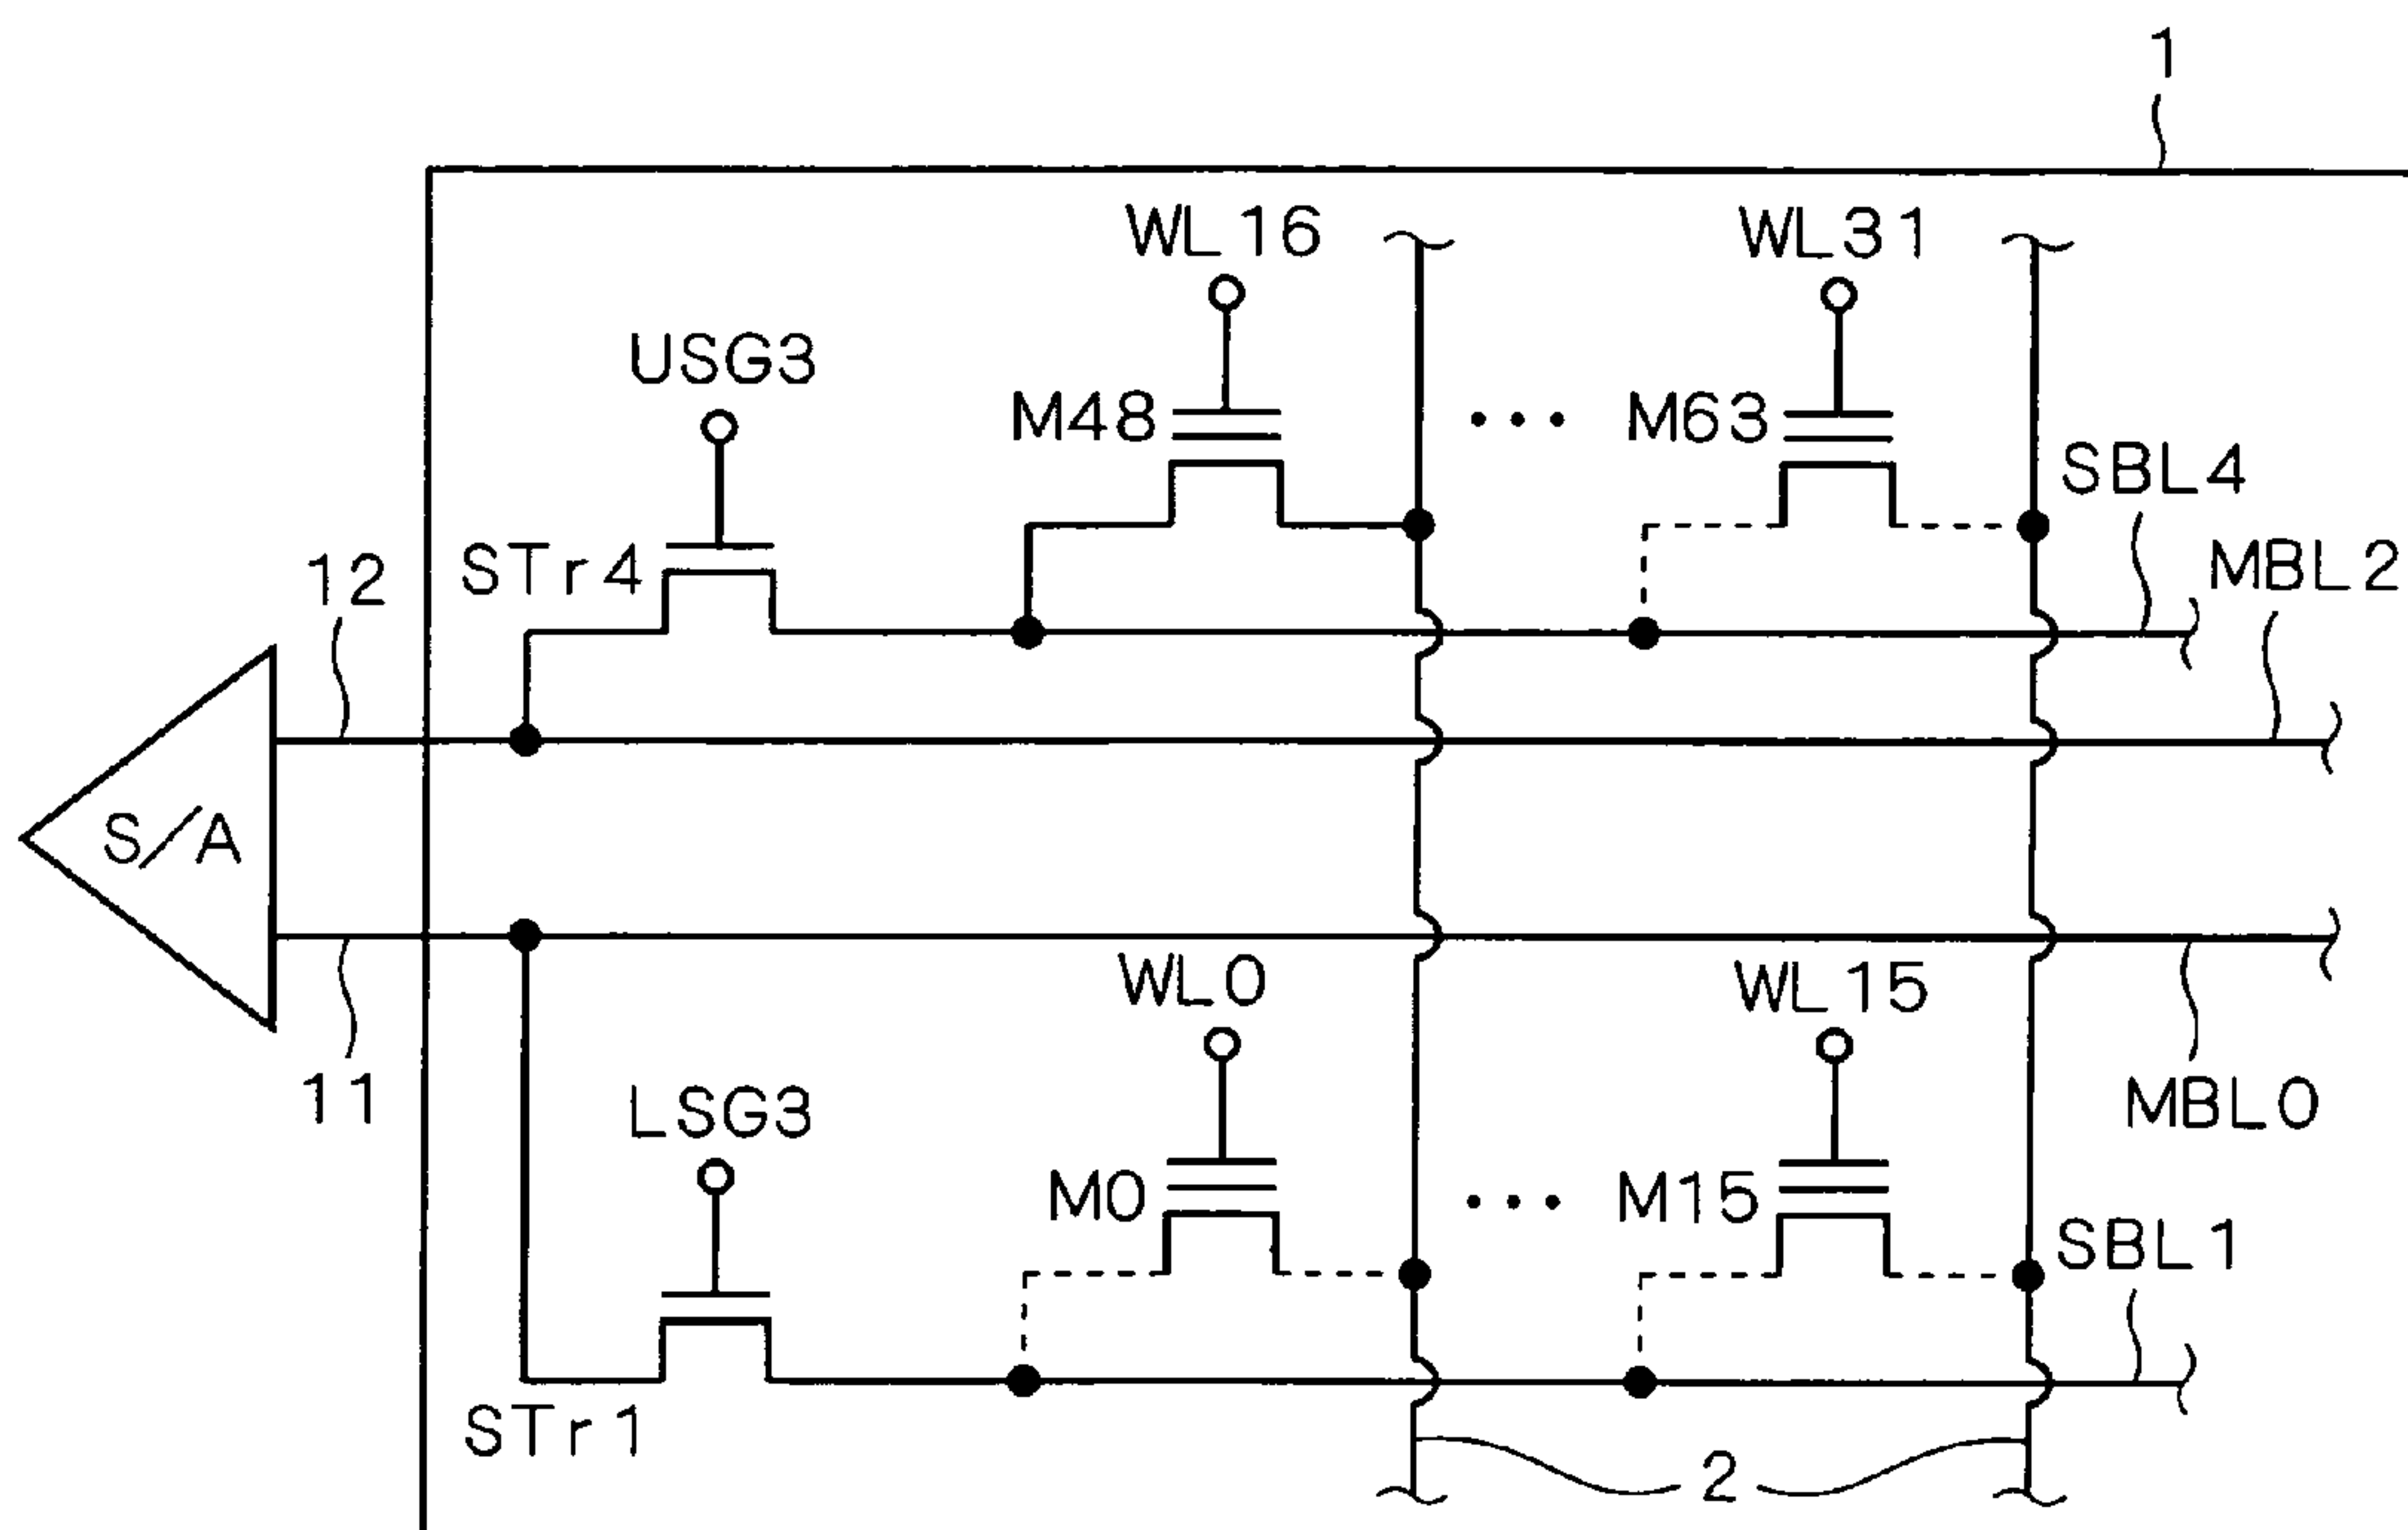 1
WL16
WL31
USG3
M48
M63
SBL4
12
STr4
MBL2
S/A
WL0
WL15
11
LSG3
MBL0
M0
M15
SBL1
STr1
2